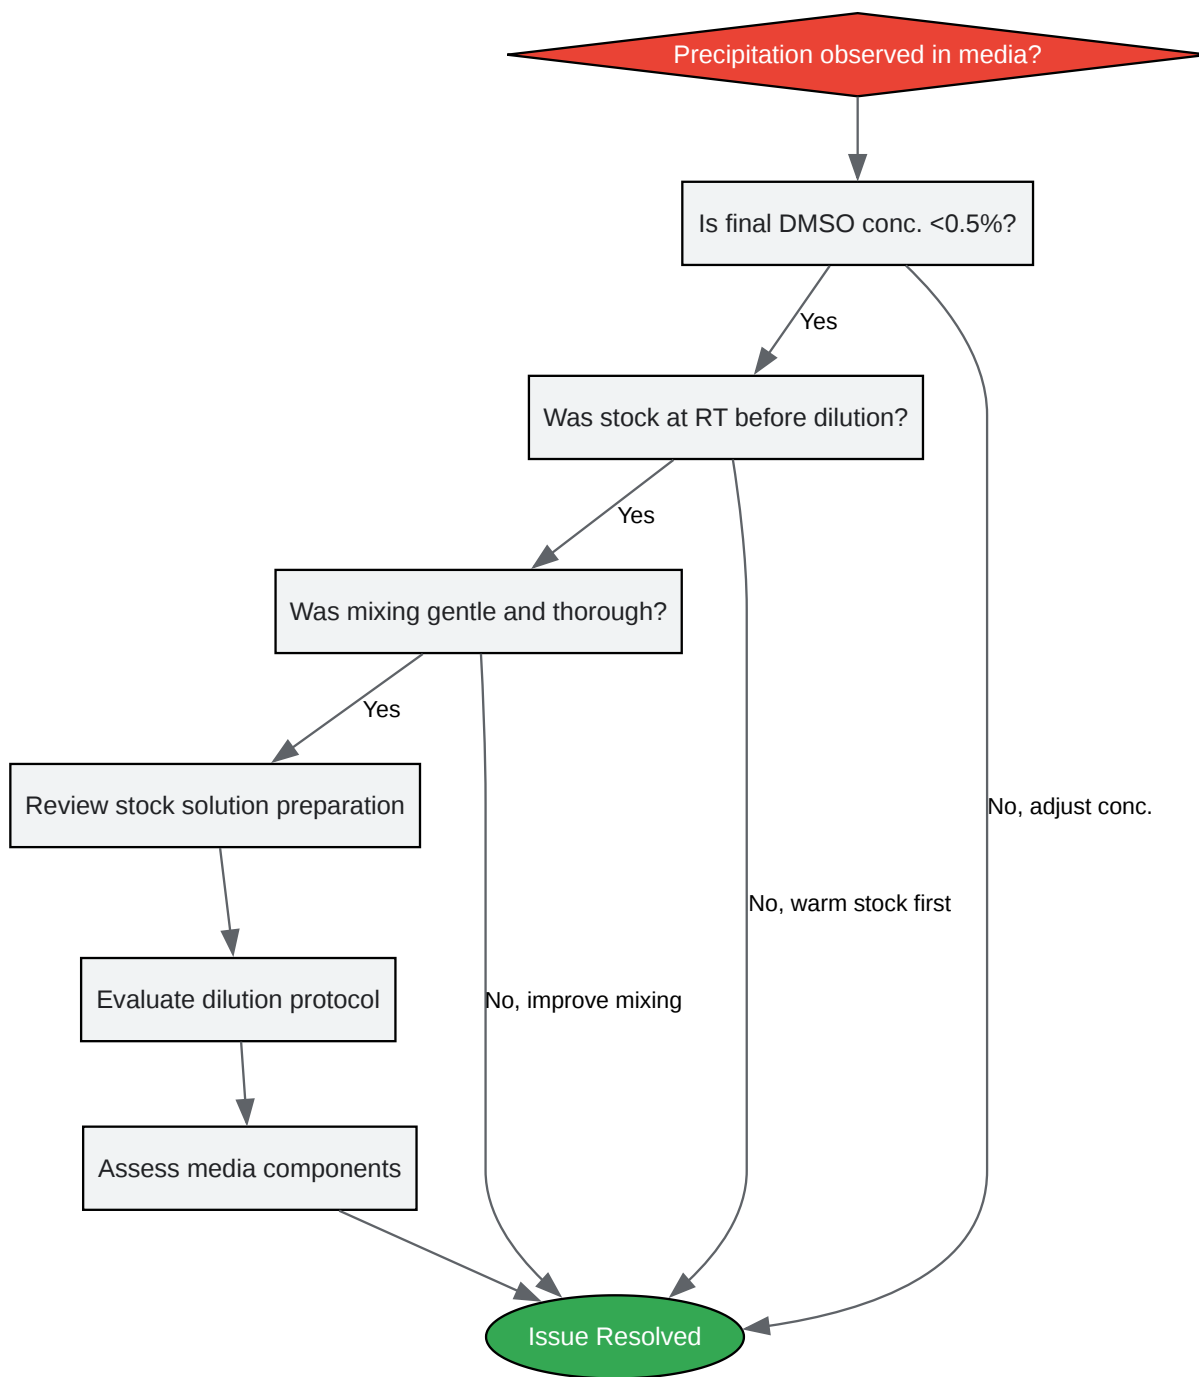 Precipitation observed in media?
Is final DMSO conc. <0.5%?
Yes
Was stock at RT before dilution?
Yes
Was mixing gentle and thorough?
Yes
Review stock solution preparation
No, adjust conc.
No, warm stock first
Evaluate dilution protocol
No, improve mixing
Assess media components
Issue Resolved